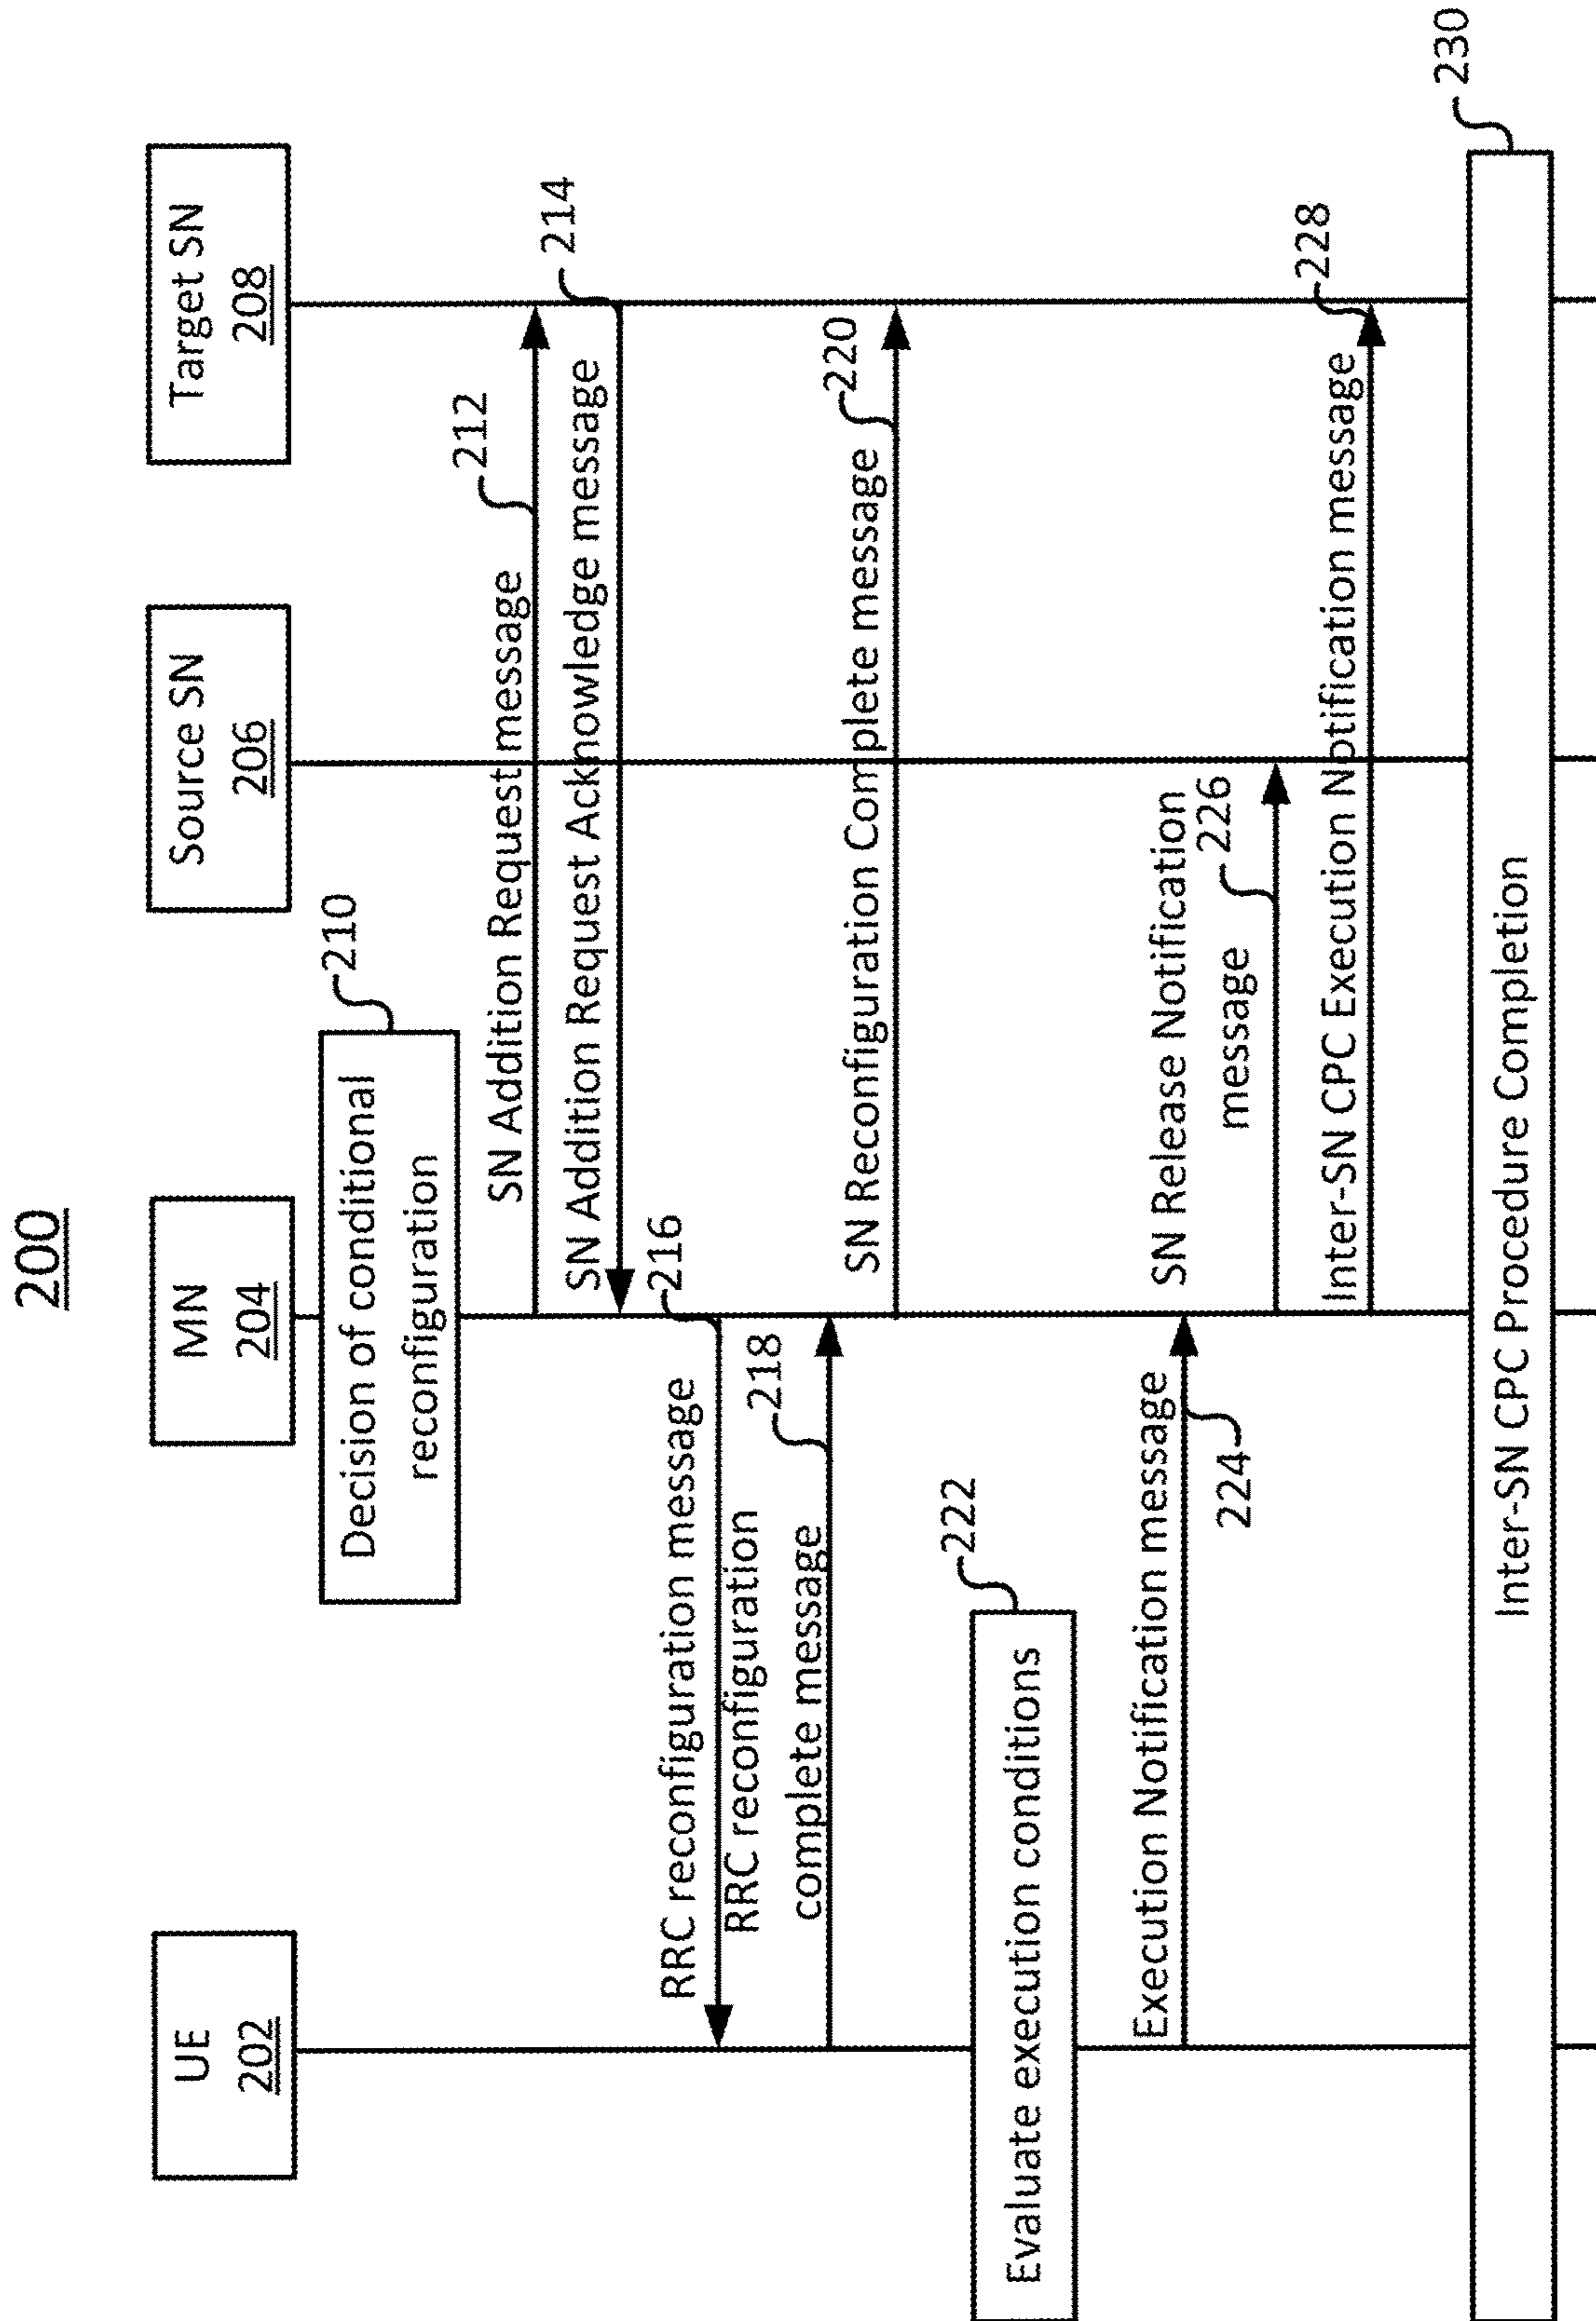 200
UE
202
MN
204
Source SN
206
Target SN
208
Decision of conditional
reconfiguration
210
SN Addition Request message
212
SN Addition Request Acknowledge message
214
216
RRC reconfiguration message
RRC reconfiguration
complete message
218
SN Reconfiguration Complete message
220
Evaluate execution conditions
222
Execution Notification message
224
SN Release Notification
message
226
Inter-SN CPC Execution Notification message
228
Inter-SN CPC Procedure Completion
230